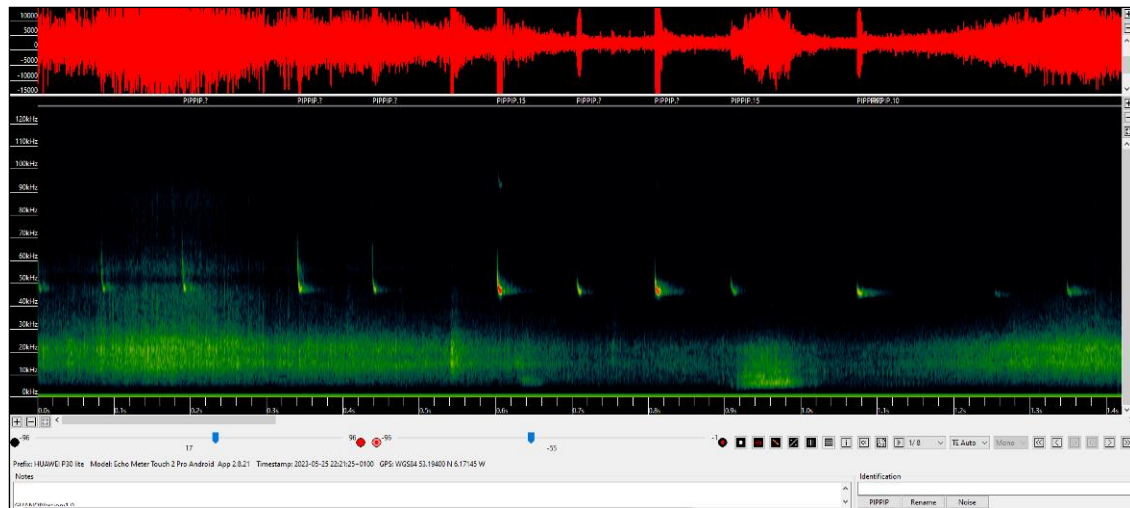 10000
5000
0
-5000
-10000
-15000
PIPPIP.? PIPPIP.? PIPPIP.? PIPPIP.15 PIPPIP.? PIPPIP.? PIPPIP.15 PIPPIP.10
120kHz
110kHz
100kHz
90kHz
80kHz
70kHz
60kHz
50kHz
40kHz
30kHz
20kHz
10kHz
0kHz
0.0s 0.1s 0.2s 0.3s 0.4s 0.5s 0.6s 0.7s 0.8s 0.9s 1.0s 1.1s 1.2s 1.3s 1.4s
-96 17 96 -96 -55 -1 1/8 TE Auto Mono
Prefix: HUAWEI P30 lite Model: Echo Meter Touch 2 Pro Android App 2.8.21 Timestamp: 2023-05-25 22:21:25+0100 GPS: WGS84 53.19400 N 6.17145 W
Notes Identification
PIPPIP Rename Noise